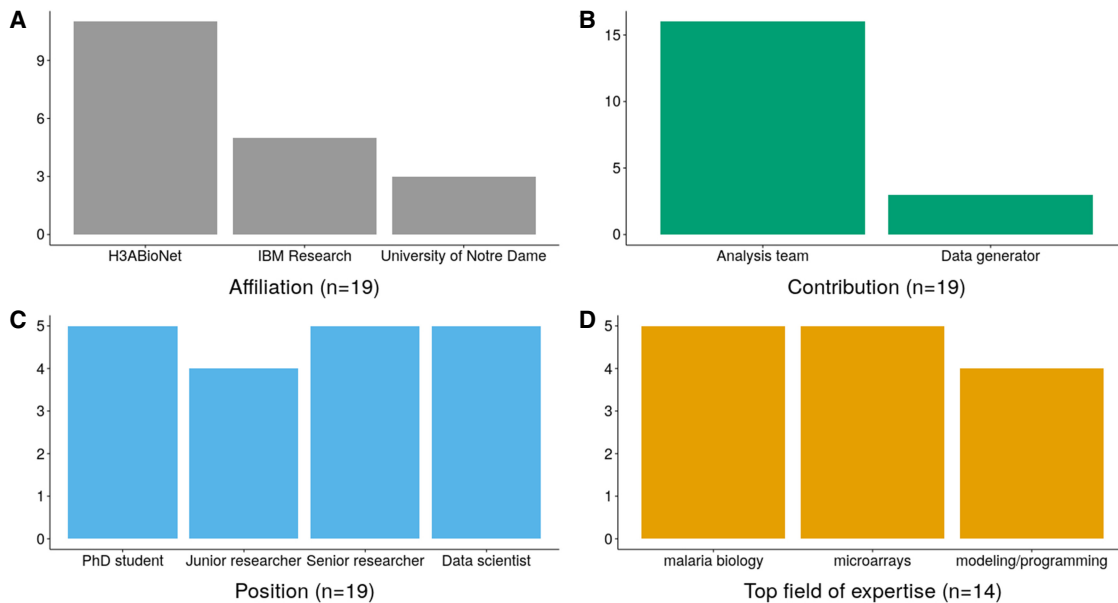 A
9
6
3
0
H3ABioNet IBM Research University of Notre Dame
Affiliation (n=19)
B
15
10
5
0
Analysis team Data generator
Contribution (n=19)
C
5
4
3
2
1
0
PhD student Junior researcher Senior researcher Data scientist
Position (n=19)
D
5
4
3
2
1
0
malaria biology microarrays modeling/programming
Top field of expertise (n=14)